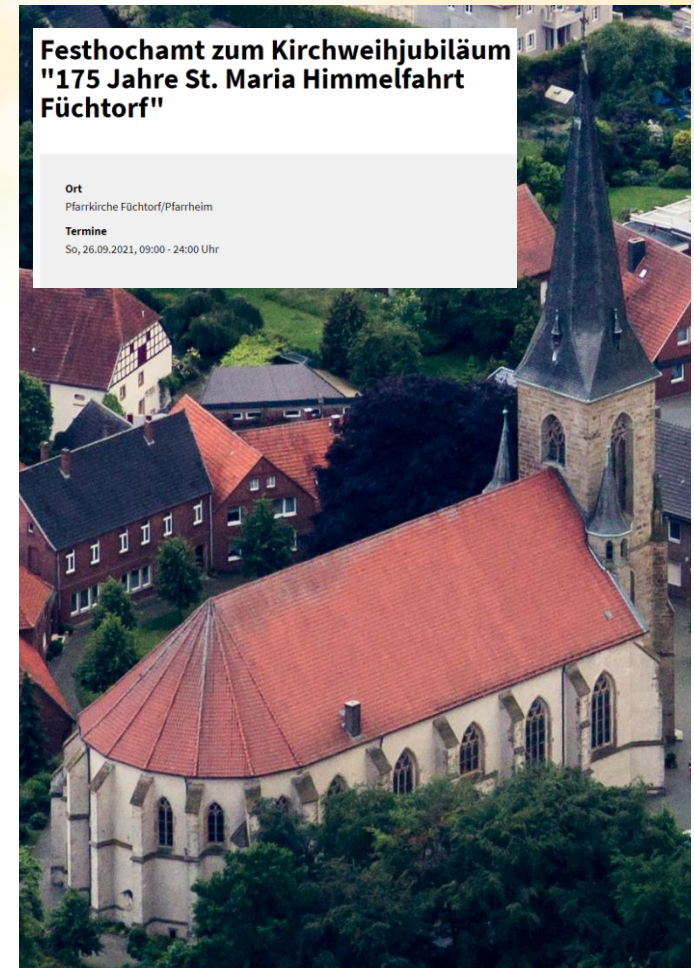 Festhochamt zum Kirchweihjubiläum
"175 Jahre St. Maria Himmelfahrt
Füchtorf"
Ort
Pfarrkirche Füchtorf/Pfarrheim
Termine
So, 26.09.2021, 09:00 - 24:00 Uhr